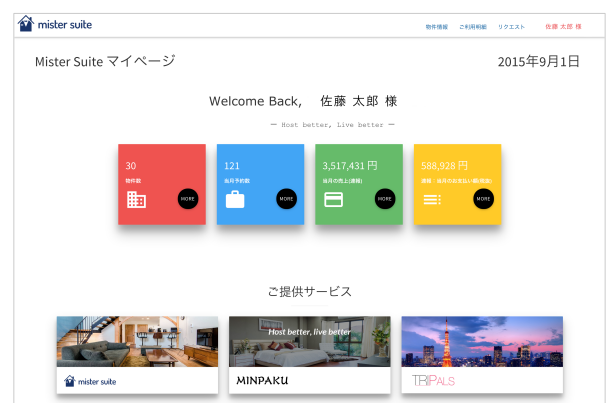 mister suite
物件情報 ご利用明細 リクエスト 佐藤 太郎 様
Mister Suite マイページ 2015年9月1日
Welcome Back, 佐藤 太郎 様
ー Host better, Live better ー
30
物件数
MORE
121
当月予約数
MORE
3,517,431 円
当月の売上(速報)
MORE
588,928 円
速報：当月のお支払い額(税抜)
MORE
ご提供サービス
Host better, live better
mister suite
MINPAKU
TRIPALS